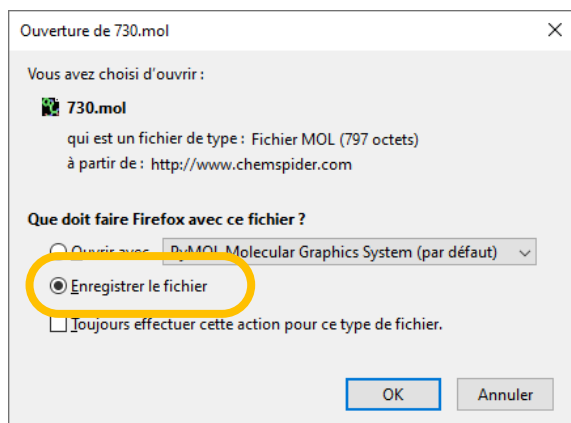 Ouverture de 730.mol
Vous avez choisi d'ouvrir :
730.mol
qui est un fichier de type : Fichier MOL (797 octets)
à partir de : http://www.chemspider.com
Que doit faire Firefox avec ce fichier ?
Ouvrir avec PyMOL Molecular Graphics System (par défaut)
Enregistrer le fichier
Toujours effectuer cette action pour ce type de fichier.
OK Annuler